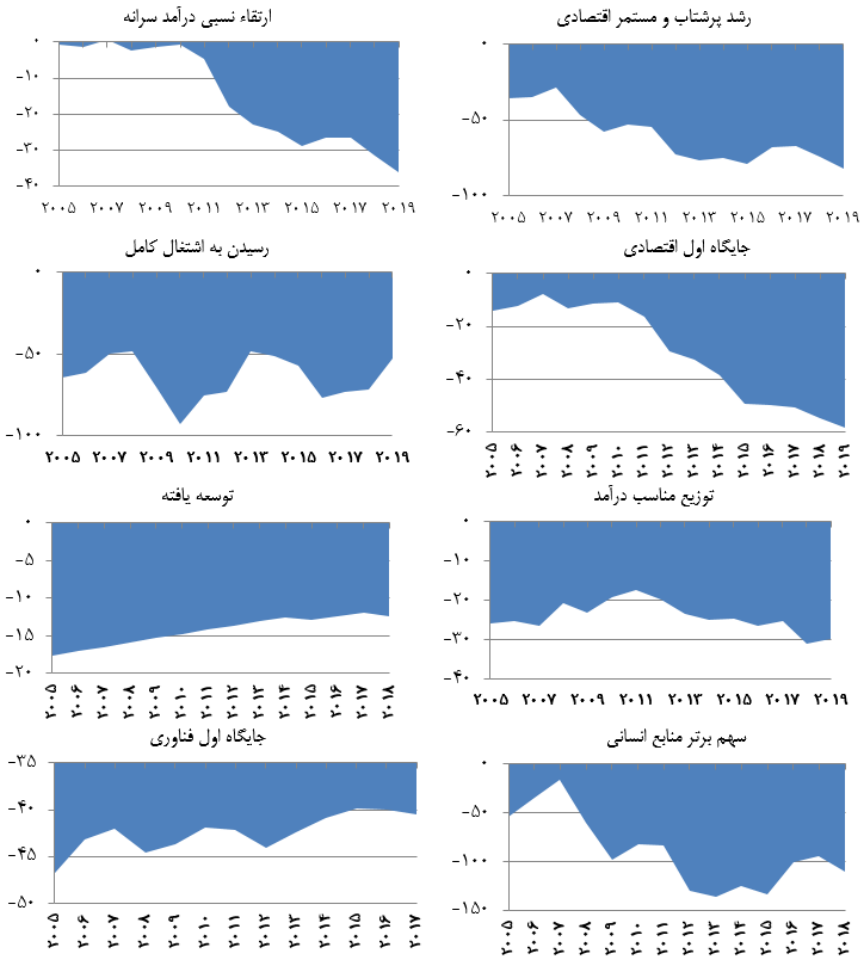 رشد پرشتاب و مستمر اقتصادی
۰
-۵۰
-۱۰۰
۲۰۰۵ ۲۰۰۷ ۲۰۰۹ ۲۰۱۱ ۲۰۱۳ ۲۰۱۵ ۲۰۱۷ ۲۰۱۹
ارتقاء نسبی درآمد سرانه
۰
-۱۰
-۲۰
-۳۰
-۴۰
۲۰۰۵ ۲۰۰۷ ۲۰۰۹ ۲۰۱۱ ۲۰۱۳ ۲۰۱۵ ۲۰۱۷ ۲۰۱۹
جایگاه اول اقتصادی
۰
-۲۰
-۴۰
-۶۰
۲۰۰۵ ۲۰۰۶ ۲۰۰۷ ۲۰۰۸ ۲۰۰۹ ۲۰۱۰ ۲۰۱۱ ۲۰۱۲ ۲۰۱۳ ۲۰۱۴ ۲۰۱۵ ۲۰۱۶ ۲۰۱۷ ۲۰۱۸ ۲۰۱۹
رسیدن به اشتغال کامل
۰
-۵۰
-۱۰۰
۲۰۰۵ ۲۰۰۷ ۲۰۰۹ ۲۰۱۱ ۲۰۱۳ ۲۰۱۵ ۲۰۱۷ ۲۰۱۹
توزیع مناسب درآمد
۰
-۱۰
-۲۰
-۳۰
-۴۰
۲۰۰۵ ۲۰۰۷ ۲۰۰۹ ۲۰۱۱ ۲۰۱۳ ۲۰۱۵ ۲۰۱۷ ۲۰۱۹
توسعه یافته
۰
-۵
-۱۰
-۱۵
-۲۰
۲۰۰۵ ۲۰۰۶ ۲۰۰۷ ۲۰۰۸ ۲۰۰۹ ۲۰۱۰ ۲۰۱۱ ۲۰۱۲ ۲۰۱۳ ۲۰۱۴ ۲۰۱۵ ۲۰۱۶ ۲۰۱۷ ۲۰۱۸
سهم برتر منابع انسانی
۰
-۵۰
-۱۰۰
-۱۵۰
۲۰۰۵ ۲۰۰۶ ۲۰۰۷ ۲۰۰۸ ۲۰۰۹ ۲۰۱۰ ۲۰۱۱ ۲۰۱۲ ۲۰۱۳ ۲۰۱۴ ۲۰۱۵ ۲۰۱۶ ۲۰۱۷ ۲۰۱۸
جایگاه اول فناوری
-۳۵
-۴۰
-۴۵
-۵۰
۲۰۰۵ ۲۰۰۶ ۲۰۰۷ ۲۰۰۸ ۲۰۰۹ ۲۰۱۰ ۲۰۱۱ ۲۰۱۲ ۲۰۱۳ ۲۰۱۴ ۲۰۱۵ ۲۰۱۶ ۲۰۱۷